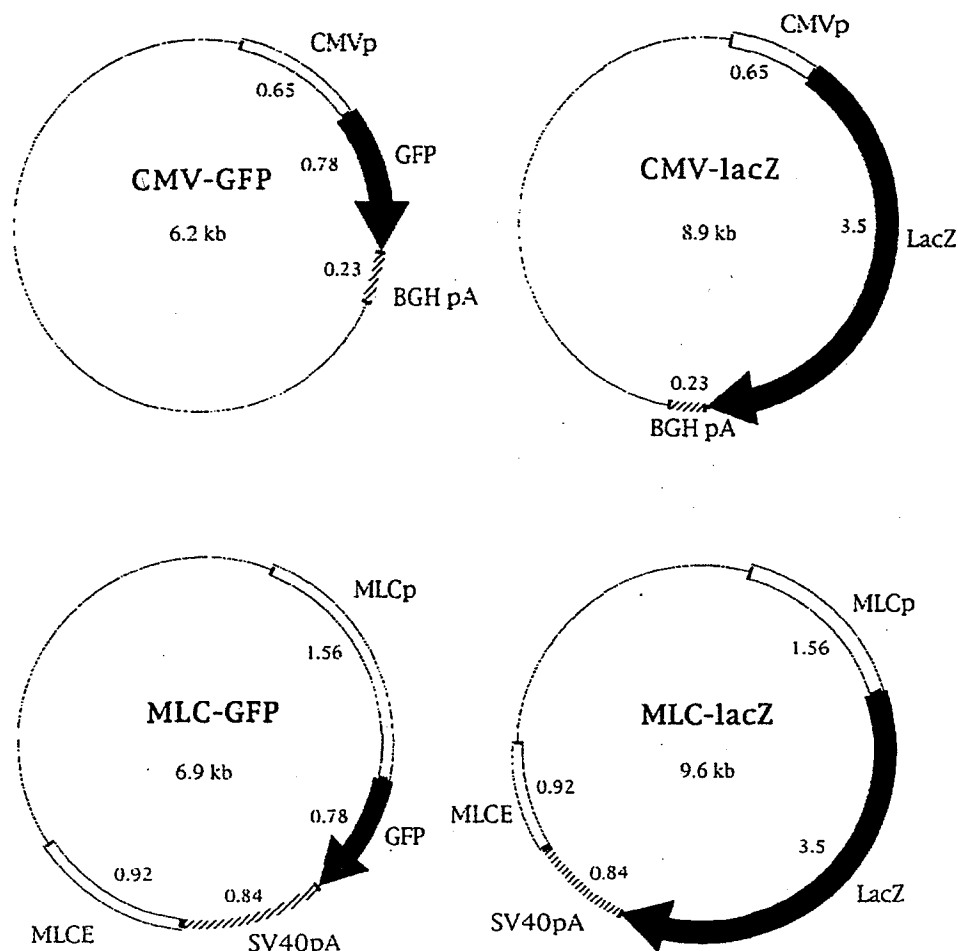 CMVp
0.65
0.78
GFP
CMV-GFP
6.2 kb
0.23
BGH pA
CMVp
0.65
CMV-lacZ
8.9 kb
3.5
LacZ
0.23
BGH pA
MLCp
1.56
MLC-GFP
6.9 kb
0.78
GFP
0.92
0.84
MLCE
SV40pA
MLCp
1.56
MLC-lacZ
9.6 kb
0.92
MLCE
0.84
3.5
LacZ
SV40pA